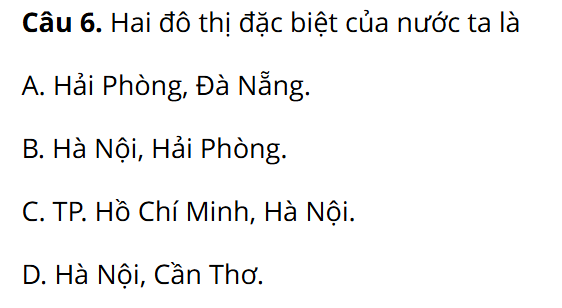 Câu 6. Hai đô thị đặc biệt của nước ta là
A. Hải Phòng, Đà Nẵng.
B. Hà Nội, Hải Phòng.
C. TP. Hồ Chí Minh, Hà Nội.
D. Hà Nội, Cần Thơ.